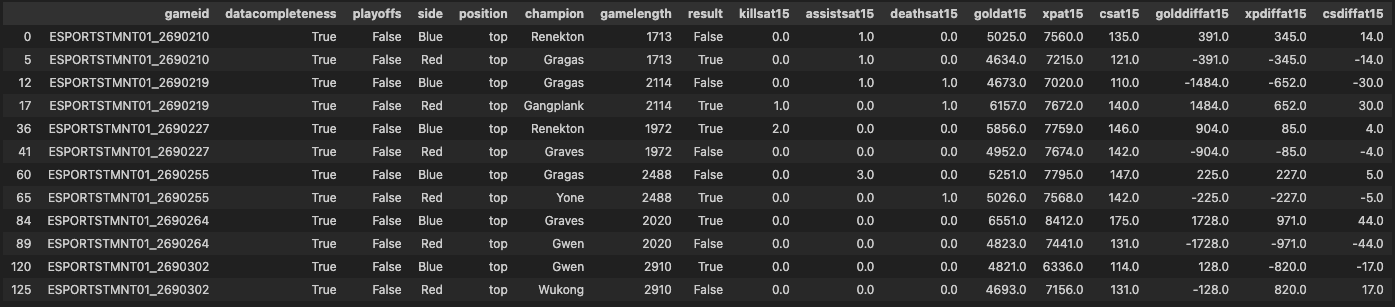 gameid datacompleteness playoffs side position champion gamelength result killsat15 assistsat15 deathsat15 goldat15 xpat15 csat15 golddiffat15 xpdiffat15 csdiffat15
0 ESPORTSTMNT01_2690210 True False Blue top Renekton 1713 False 0.0 1.0 0.0 5025.0 7560.0 135.0 391.0 345.0 14.0
5 ESPORTSTMNT01_2690210 True False Red top Gragas 1713 True 0.0 1.0 0.0 4634.0 7215.0 121.0 -391.0 -345.0 -14.0
12 ESPORTSTMNT01_2690219 True False Blue top Gragas 2114 False 0.0 1.0 1.0 4673.0 7020.0 110.0 -1484.0 -652.0 -30.0
17 ESPORTSTMNT01_2690219 True False Red top Gangplank 2114 True 1.0 0.0 1.0 6157.0 7672.0 140.0 1484.0 652.0 30.0
36 ESPORTSTMNT01_2690227 True False Blue top Renekton 1972 True 2.0 0.0 0.0 5856.0 7759.0 146.0 904.0 85.0 4.0
41 ESPORTSTMNT01_2690227 True False Red top Graves 1972 False 0.0 0.0 0.0 4952.0 7674.0 142.0 -904.0 -85.0 -4.0
60 ESPORTSTMNT01_2690255 True False Blue top Gragas 2488 False 0.0 3.0 0.0 5251.0 7795.0 147.0 225.0 227.0 5.0
65 ESPORTSTMNT01_2690255 True False Red top Yone 2488 True 0.0 0.0 1.0 5026.0 7568.0 142.0 -225.0 -227.0 -5.0
84 ESPORTSTMNT01_2690264 True False Blue top Graves 2020 True 0.0 0.0 0.0 6551.0 8412.0 175.0 1728.0 971.0 44.0
89 ESPORTSTMNT01_2690264 True False Red top Gwen 2020 False 0.0 0.0 0.0 4823.0 7441.0 131.0 -1728.0 -971.0 -44.0
120 ESPORTSTMNT01_2690302 True False Blue top Gwen 2910 True 0.0 0.0 0.0 4821.0 6336.0 114.0 128.0 -820.0 -17.0
125 ESPORTSTMNT01_2690302 True False Red top Wukong 2910 False 0.0 0.0 0.0 4693.0 7156.0 131.0 -128.0 820.0 17.0